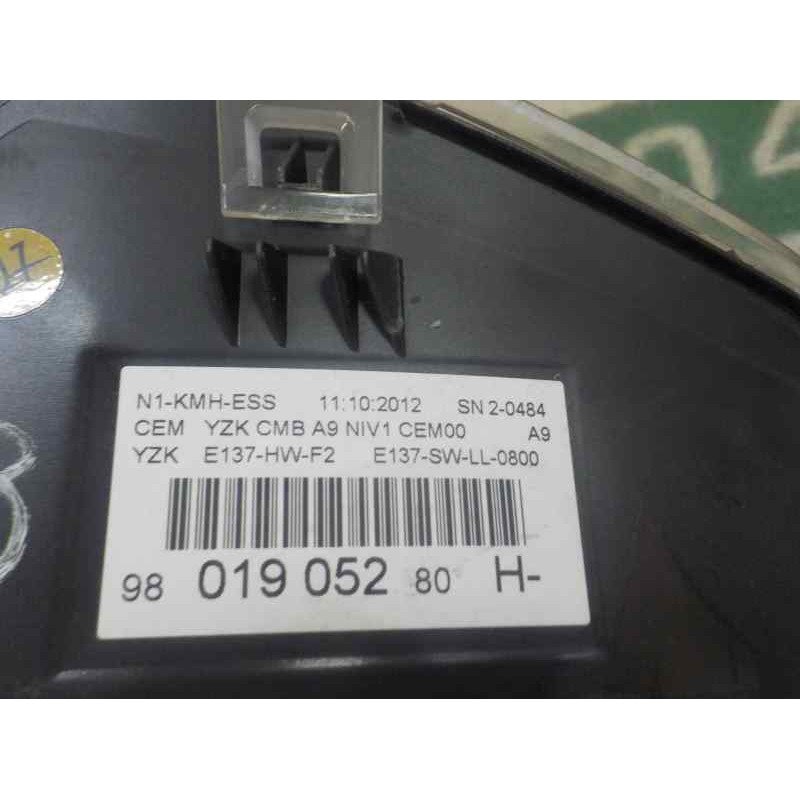 N1-KMH-ESS 11:10:2012 SN 2-0484
CEM YZK CMB A9 NIV1 CEM00 A9
YZK E137-HW-F2 E137-SW-LL-0800
98 019 052 80 H-